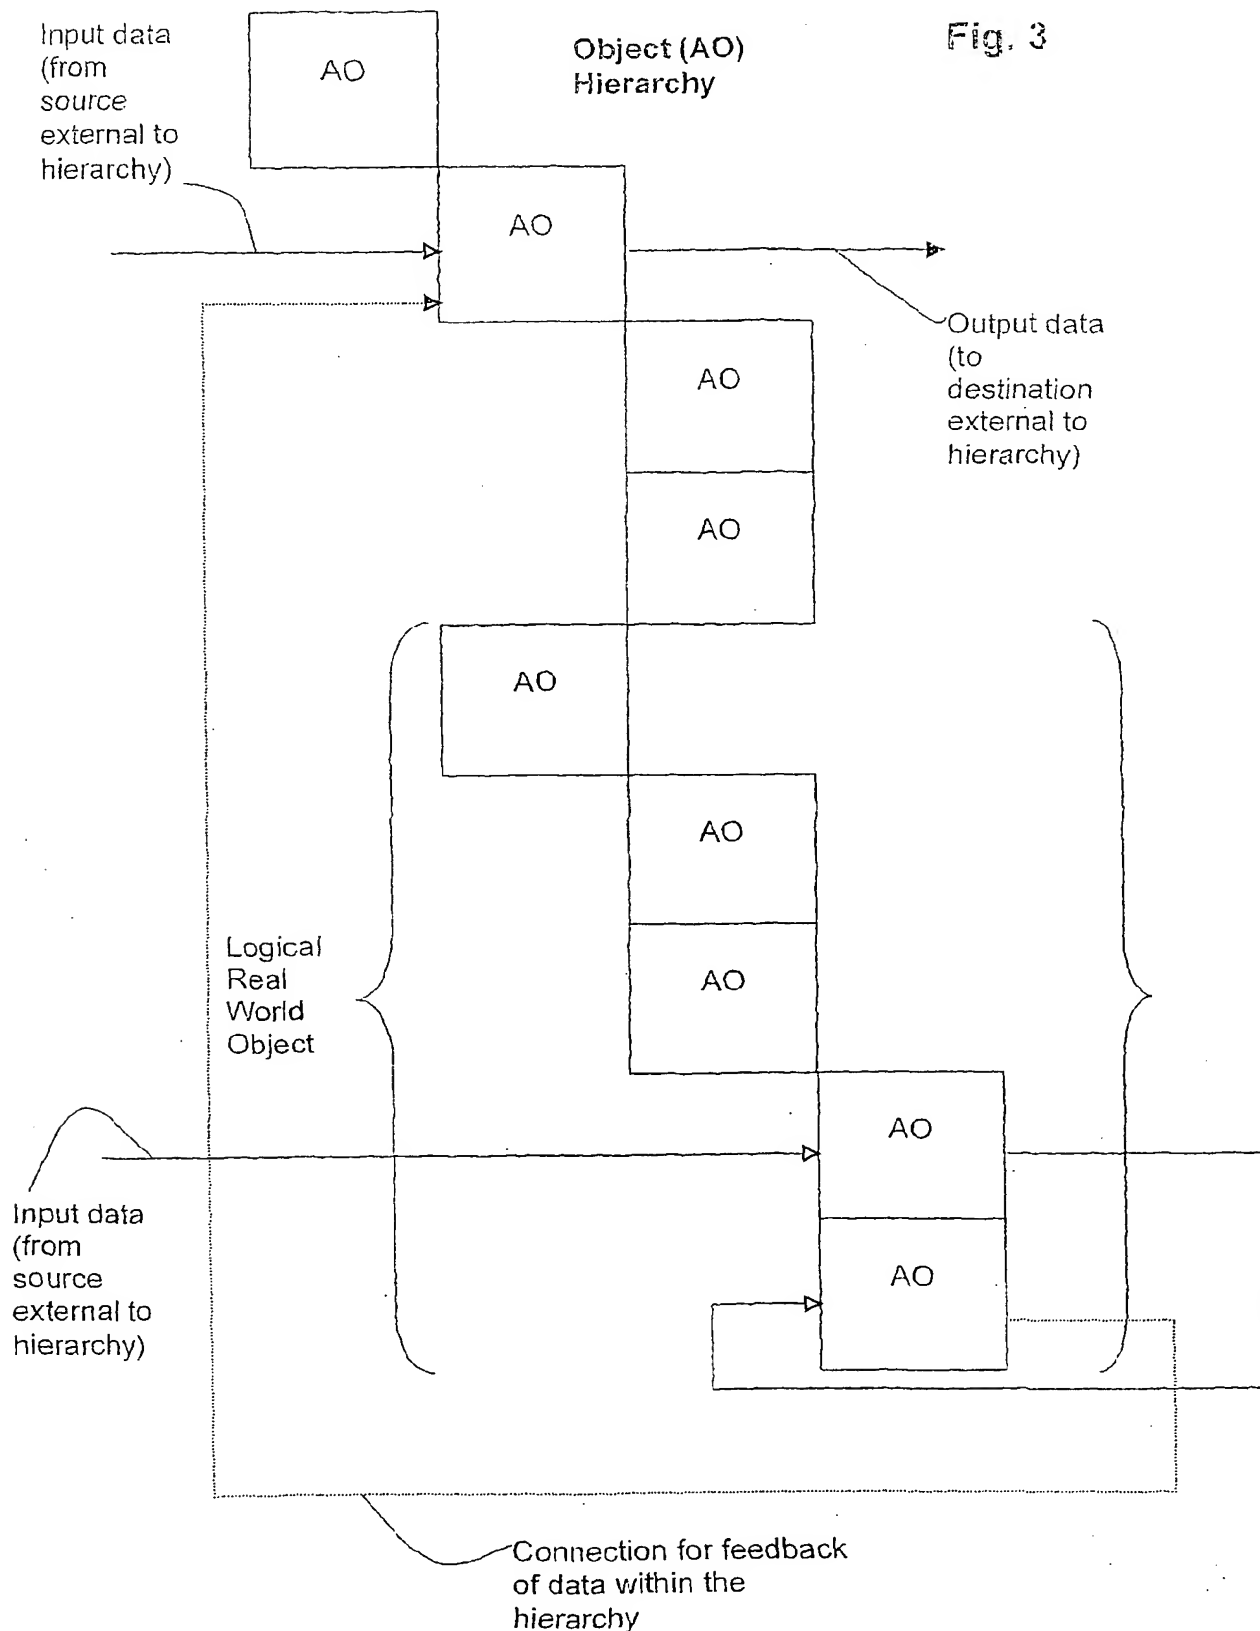 Input data
(from
source
external to
hierarchy)
AO
Object (AO)
Hierarchy
Fig. 3
AO
Output data
(to
destination
external to
hierarchy)
AO
AO
AO
AO
Logical
Real
World
Object
AO
AO
Input data
(from
source
external to
hierarchy)
AO
Connection for feedback
of data within the
hierarchy